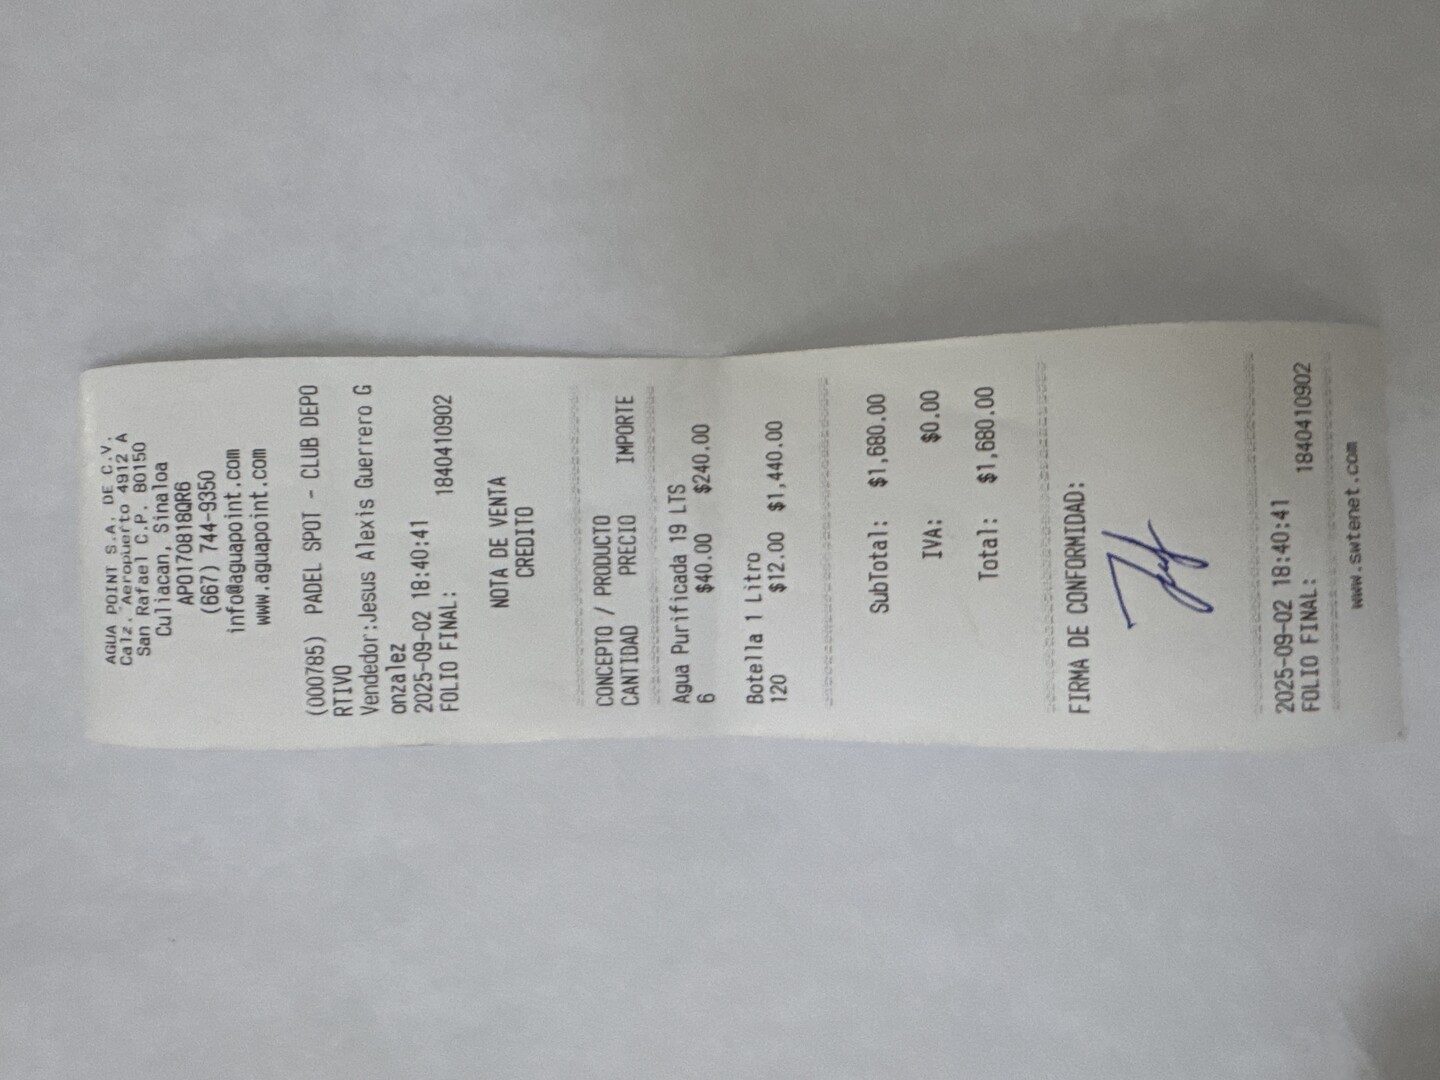 AGUA POINT S.A. DE C.V.
Calz. Aeropuerto 4912 A
San Rafael C.P. 80150
Culiacan, Sinaloa
APO170818QR6
(667) 744-9350
info@aguapoint.com
www.aguapoint.com
(000785) PADEL SPOT - CLUB DEPO
RTIVO
Vendedor:Jesus Alexis Guerrero G
onzalez
2025-09-02 18:40:41
FOLIO FINAL: 1840410902
NOTA DE VENTA
CREDITO
CONCEPTO / PRODUCTO
CANTIDAD PRECIO IMPORTE
Agua Purificada 19 LTS
6 $40.00 $240.00
Botella 1 Litro
120 $12.00 $1,440.00
SubTotal: $1,680.00
IVA: $0.00
Total: $1,680.00
FIRMA DE CONFORMIDAD:
2025-09-02 18:40:41
FOLIO FINAL: 1840410902
www.swtenet.com